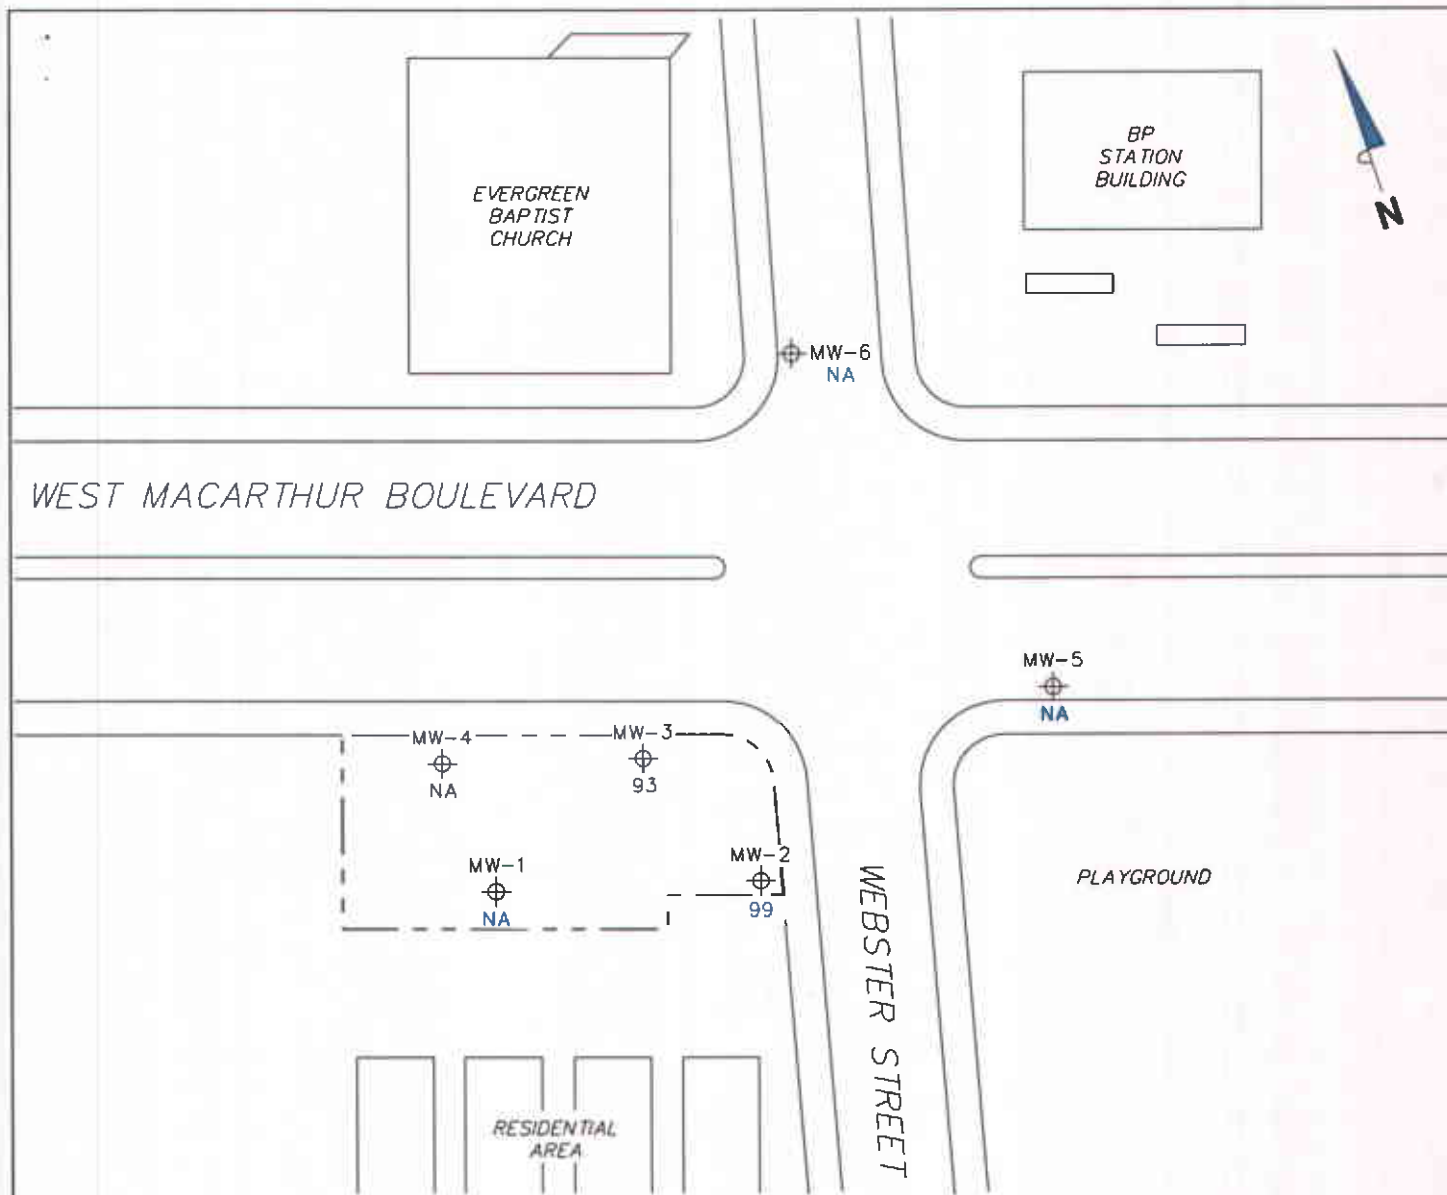 EVERGREEN
BAPTIST
CHURCH
BP
STATION
BUILDING
N
MW-6
NA
WEST MACARTHUR BOULEVARD
MW-5
NA
MW-4
NA
MW-3
93
MW-1
NA
MW-2
99
WEBSTER STREET
PLAYGROUND
RESIDENTIAL
AREA